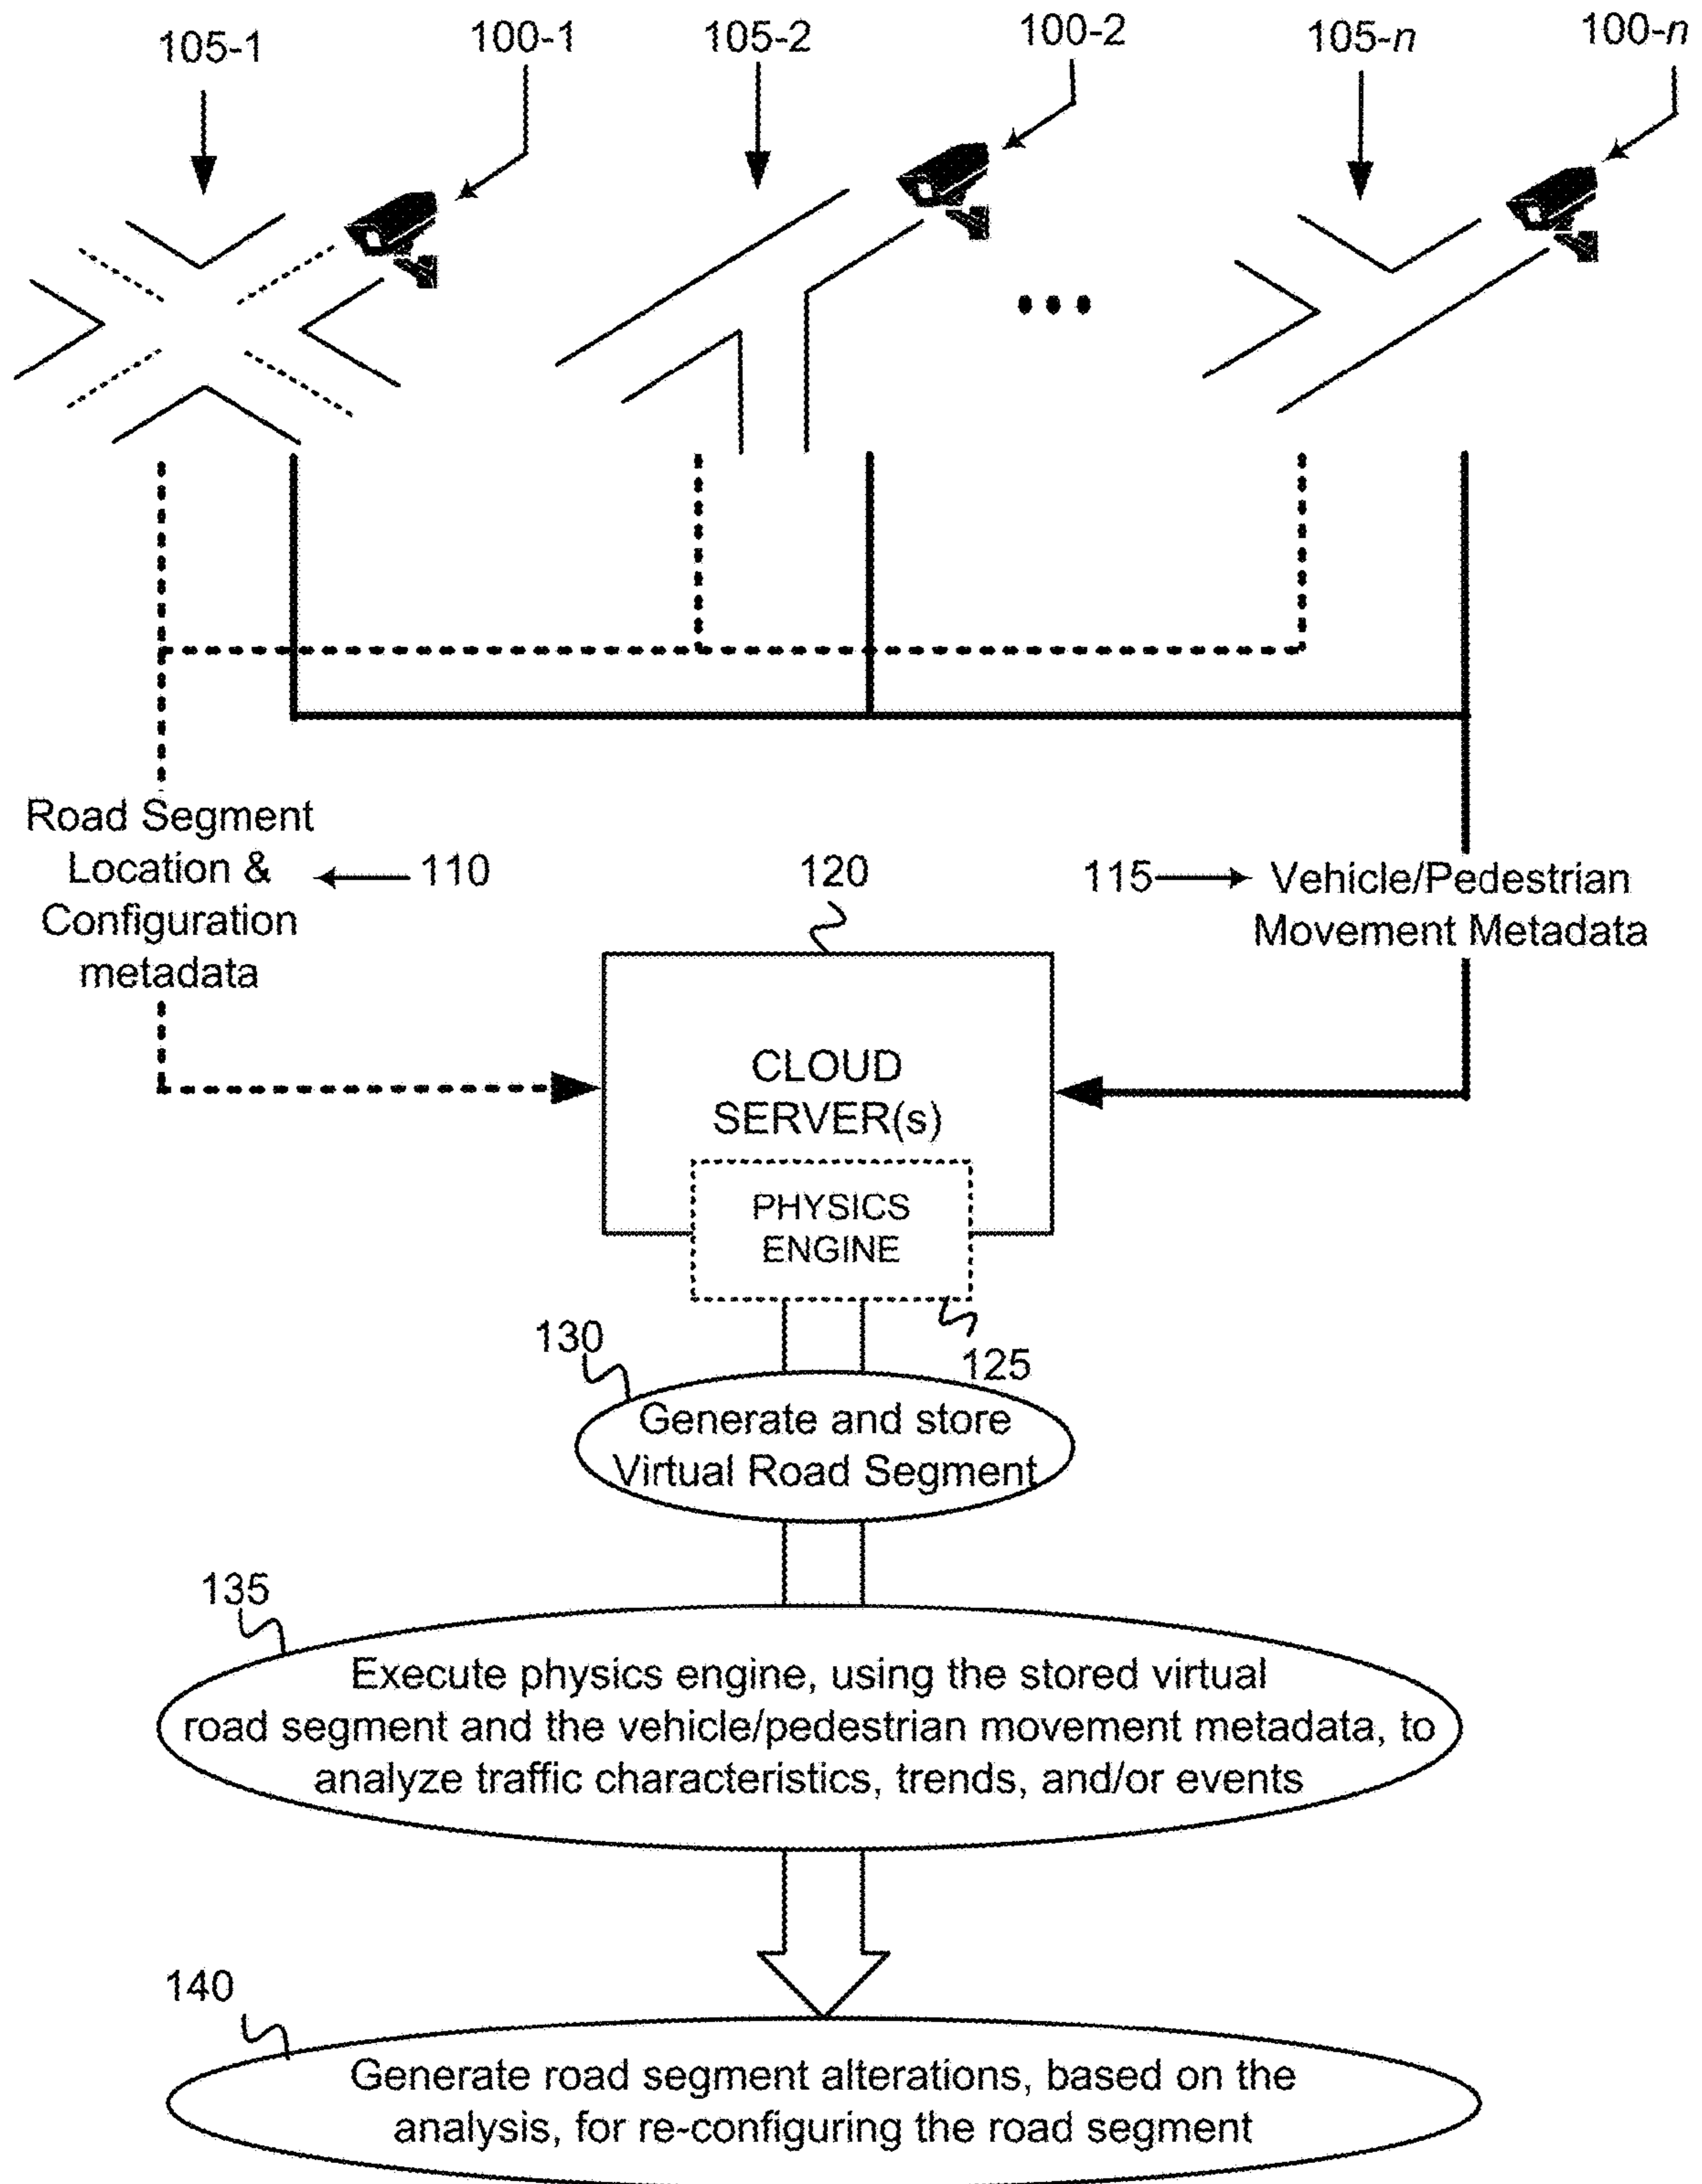 105-1
100-1
105-2
100-2
105-n
100-n
Road Segment
Location &
Configuration
metadata
110
120
115
Vehicle/Pedestrian
Movement Metadata
CLOUD
SERVER(s)
PHYSICS
ENGINE
125
130
Generate and store
Virtual Road Segment
135
Execute physics engine, using the stored virtual
road segment and the vehicle/pedestrian movement metadata, to
analyze traffic characteristics, trends, and/or events
140
Generate road segment alterations, based on the
analysis, for re-configuring the road segment